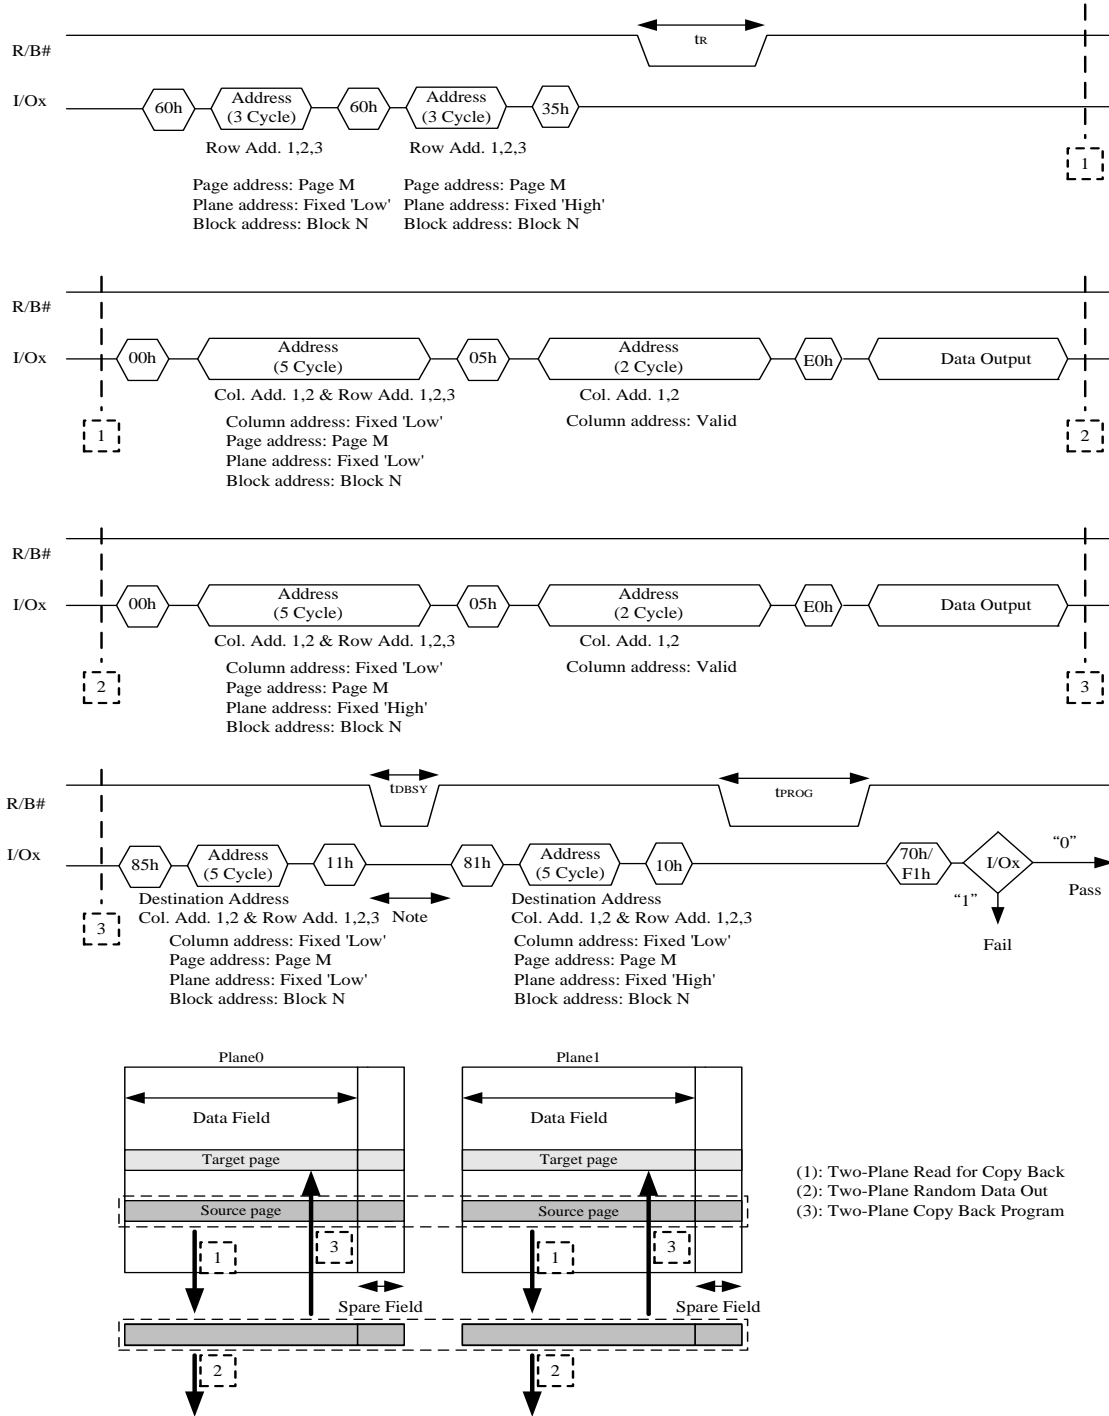 tR
R/B#
I/Ox
60h
Address
(3 Cycle)
60h
Address
(3 Cycle)
35h
Row Add. 1,2,3
Row Add. 1,2,3
1
Page address: Page M
Plane address: Fixed 'Low'
Block address: Block N
Page address: Page M
Plane address: Fixed 'High'
Block address: Block N
R/B#
I/Ox
00h
Address
(5 Cycle)
05h
Address
(2 Cycle)
E0h
Data Output
Col. Add. 1,2 & Row Add. 1,2,3
Col. Add. 1,2
Column address: Fixed 'Low'
Page address: Page M
Plane address: Fixed 'Low'
Block address: Block N
Column address: Valid
1
2
R/B#
I/Ox
00h
Address
(5 Cycle)
05h
Address
(2 Cycle)
E0h
Data Output
Col. Add. 1,2 & Row Add. 1,2,3
Col. Add. 1,2
Column address: Fixed 'Low'
Page address: Page M
Plane address: Fixed 'High'
Block address: Block N
Column address: Valid
2
3
R/B#
tDBSY
tPROG
I/Ox
85h
Address
(5 Cycle)
11h
81h
Address
(5 Cycle)
10h
70h/
F1h
I/Ox
“0”
Pass
“1”
Fail
Destination Address
Col. Add. 1,2 & Row Add. 1,2,3
Note
Destination Address
Col. Add. 1,2 & Row Add. 1,2,3
3
Column address: Fixed 'Low'
Page address: Page M
Plane address: Fixed 'Low'
Block address: Block N
Column address: Fixed 'Low'
Page address: Page M
Plane address: Fixed 'High'
Block address: Block N
Plane0
Plane1
Data Field
Data Field
Target page
Target page
Source page
Source page
1
3
1
3
Spare Field
Spare Field
2
2
(1): Two-Plane Read for Copy Back
(2): Two-Plane Random Data Out
(3): Two-Plane Copy Back Program